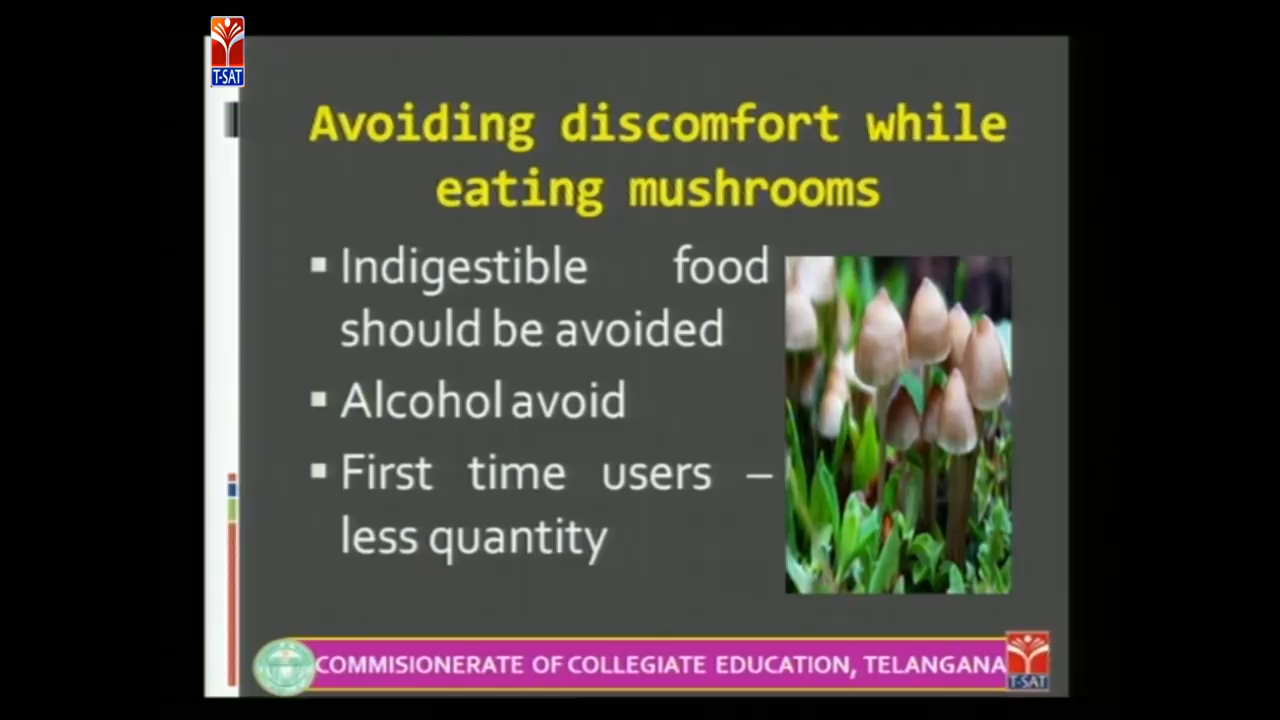 T-SAT
Avoiding discomfort while
eating mushrooms
Indigestible food
should be avoided
Alcohol avoid
First time users –
less quantity
COMMISIONERATE OF COLLEGIATE EDUCATION, TELANGANA
T-SAT